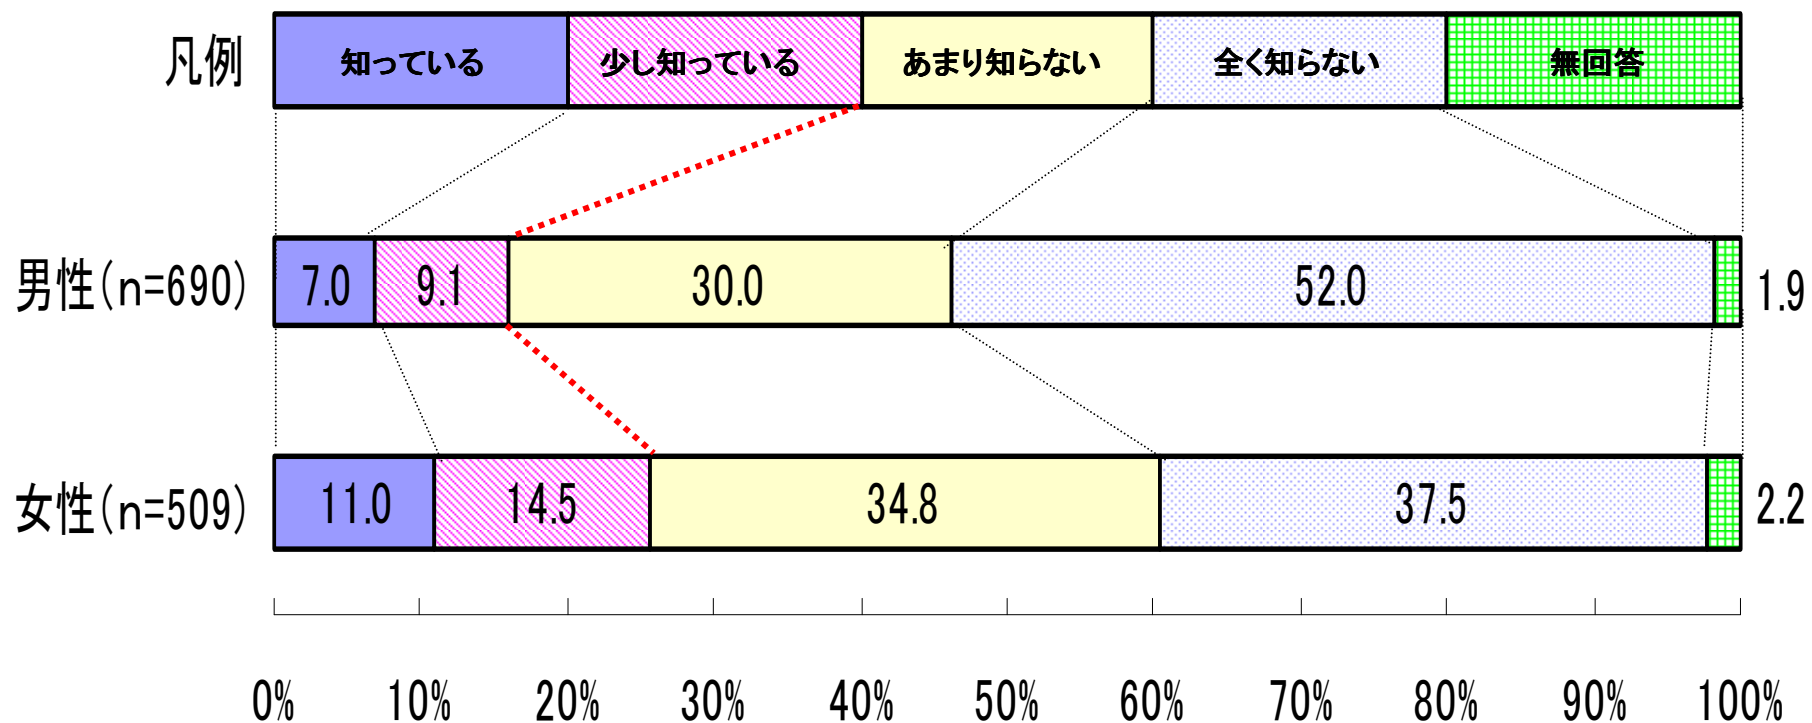 凡例 知っている 少し知っている あまり知らない 全く知らない 無回答
男性(n=690) 7.0 9.1 30.0 52.0 1.9
女性(n=509) 11.0 14.5 34.8 37.5 2.2
0% 10% 20% 30% 40% 50% 60% 70% 80% 90% 100%